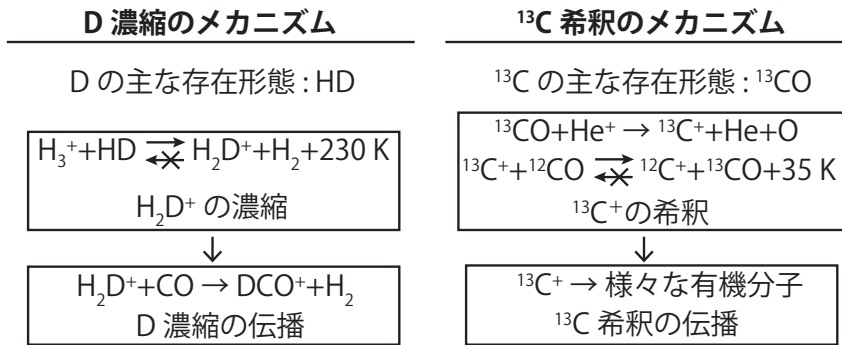 D 濃縮のメカニズム
D の主な存在形態 : HD
H₃⁺+HD ⇄ H₂D⁺+H₂+230 K
H₂D⁺ の濃縮
↓
H₂D⁺+CO → DCO⁺+H₂
D 濃縮の伝播
¹³C 希釈のメカニズム
¹³C の主な存在形態 : ¹³CO
¹³CO+He⁺ → ¹³C⁺+He+O
¹³C⁺+¹²CO ⇄ ¹²C⁺+¹³CO+35 K
¹³C⁺の希釈
↓
¹³C⁺ → 様々な有機分子
¹³C 希釈の伝播